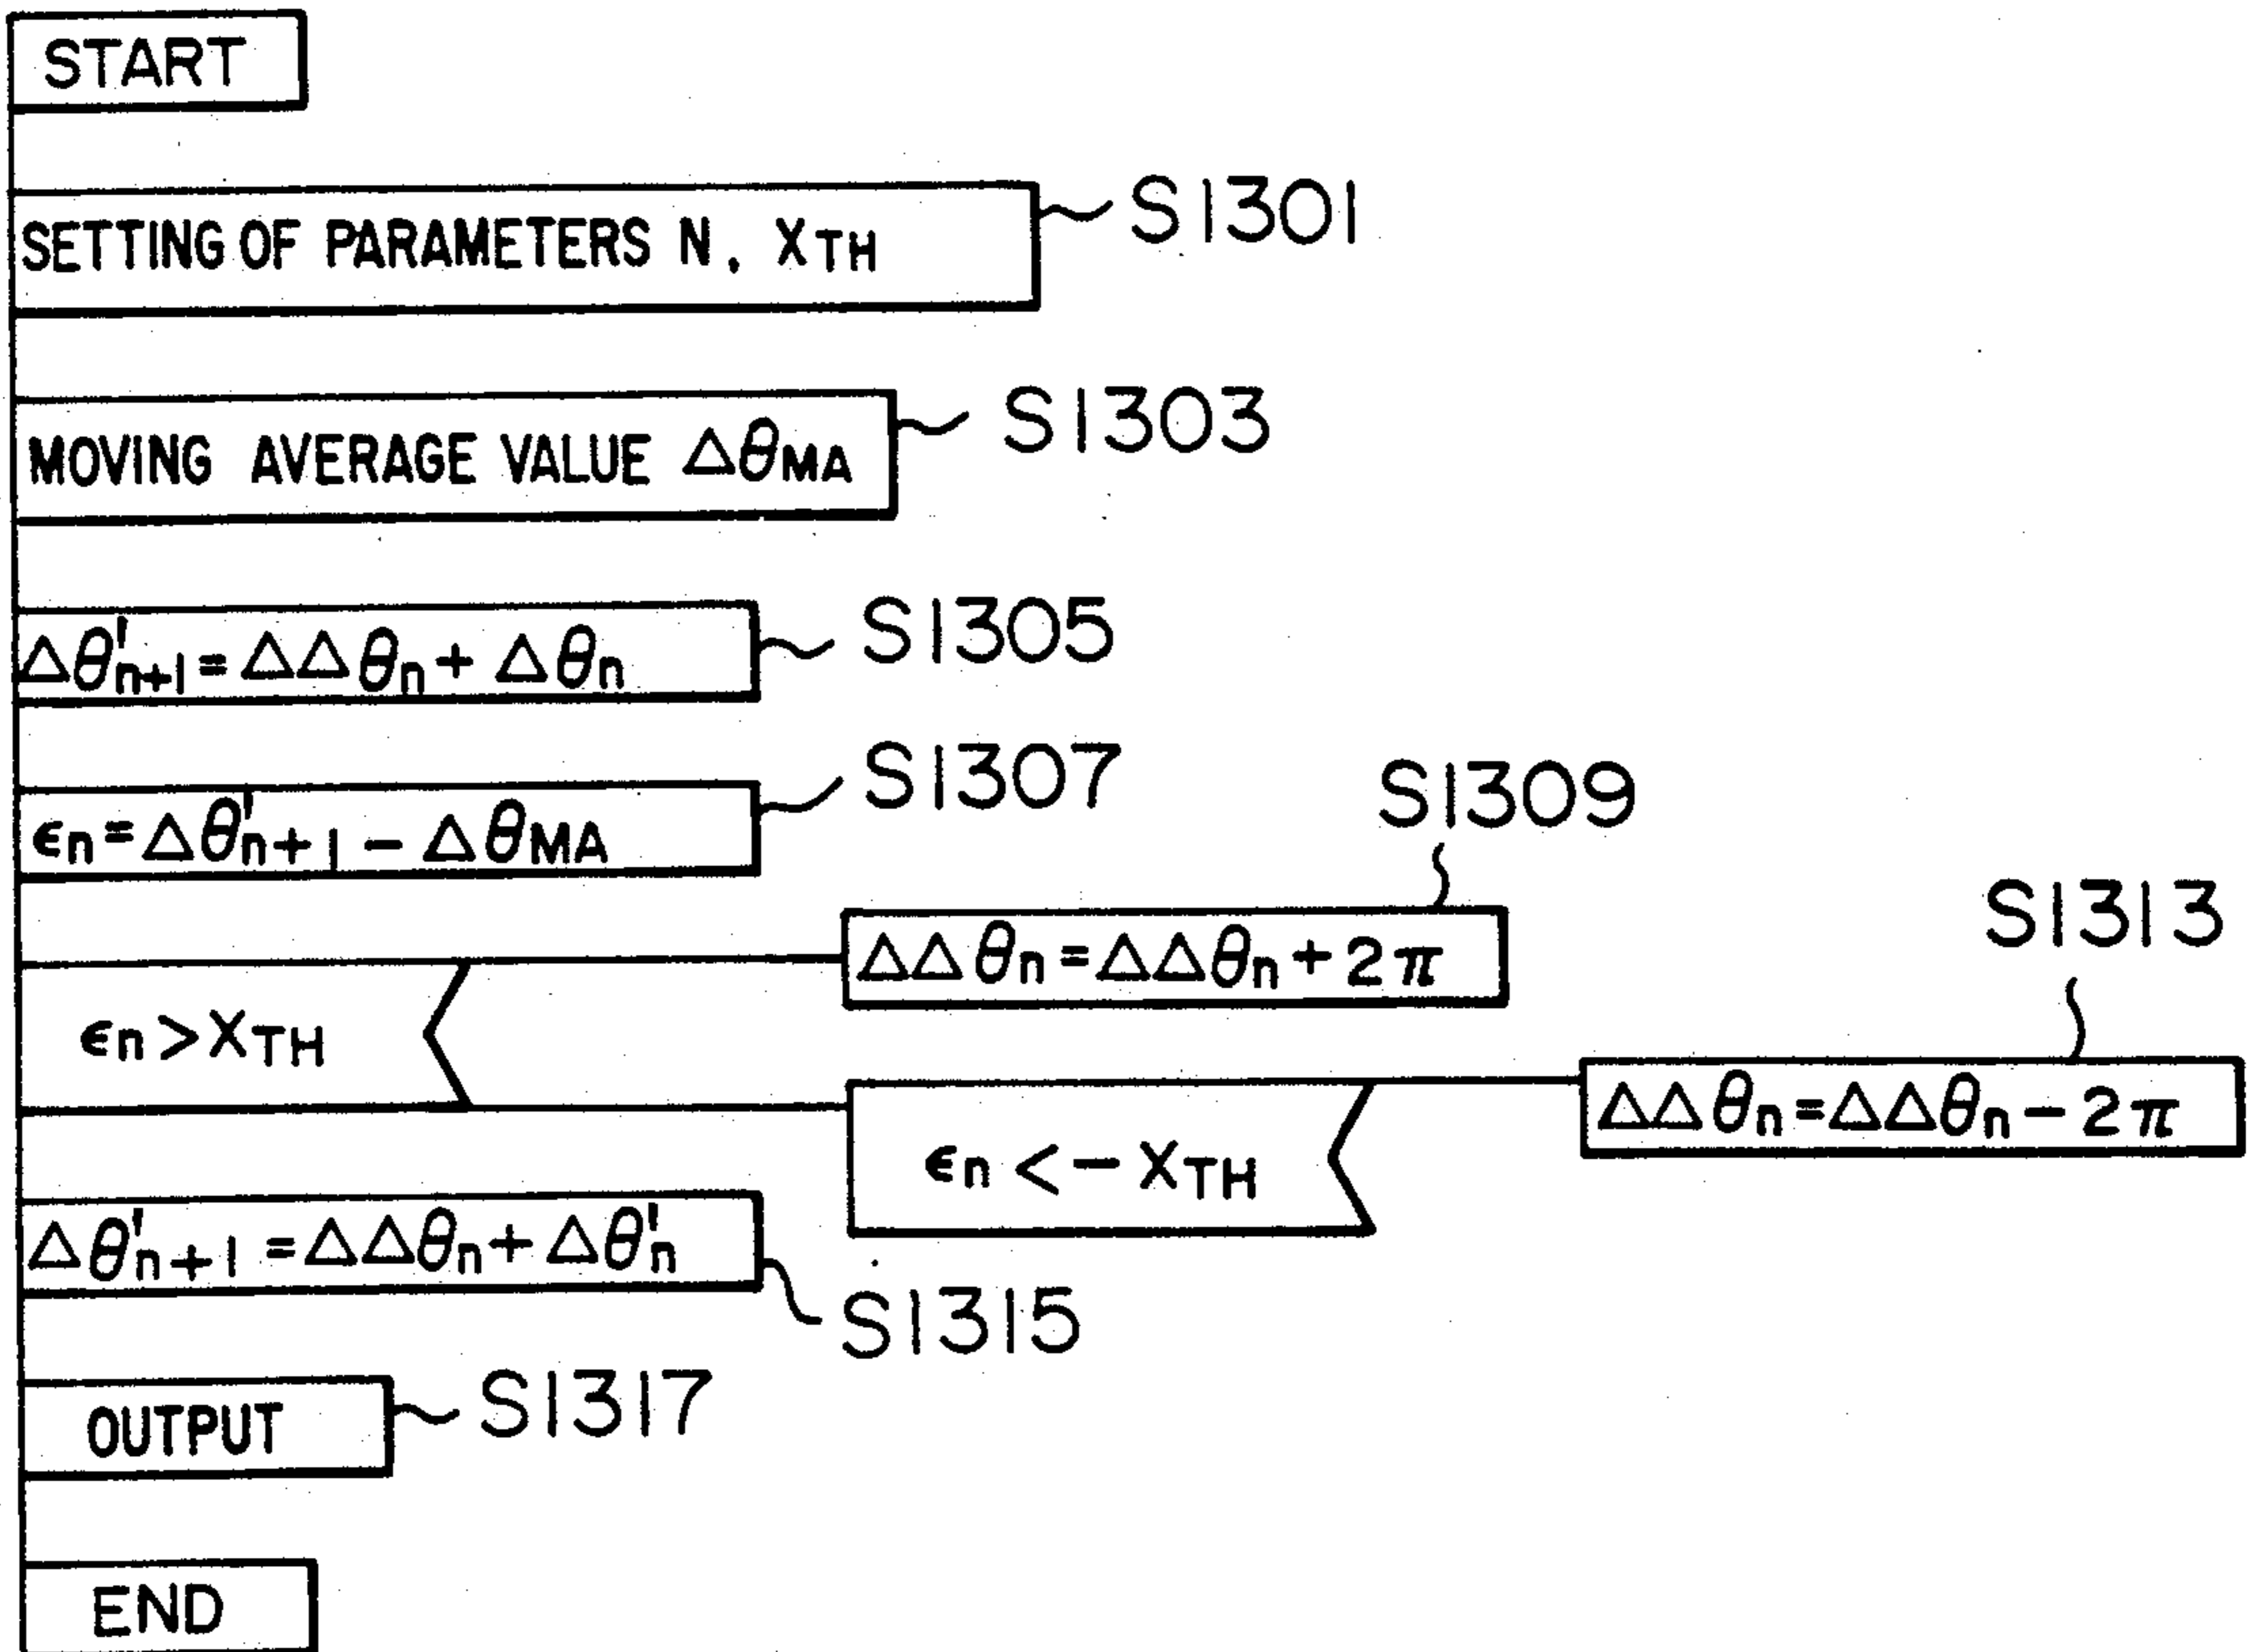 START
SETTING OF PARAMETERS N, XTH
S1301
MOVING AVERAGE VALUE ΔθMA
S1303
Δθ'n+1=ΔΔθn+Δθn
S1305
εn=Δθ'n+1-ΔθMA
S1307
S1309
ΔΔθn=ΔΔθn+2π
S1313
εn>XTH
ΔΔθn=ΔΔθn-2π
εn<-XTH
Δθ'n+1=ΔΔθn+Δθ'n
S1315
OUTPUT
S1317
END